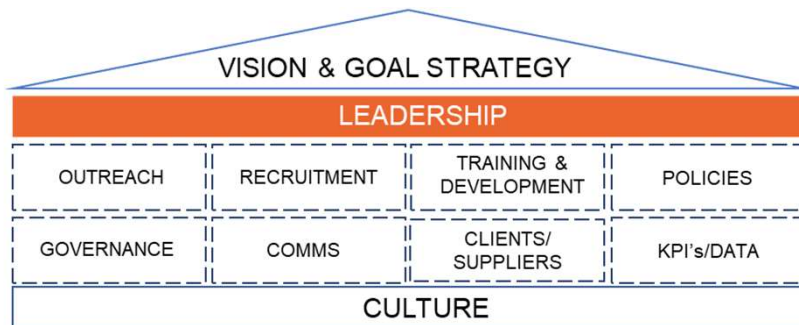 VISION & GOAL STRATEGY
LEADERSHIP
OUTREACH
RECRUITMENT
TRAINING &
DEVELOPMENT
POLICIES
GOVERNANCE
COMMS
CLIENTS/
SUPPLIERS
KPI's/DATA
CULTURE